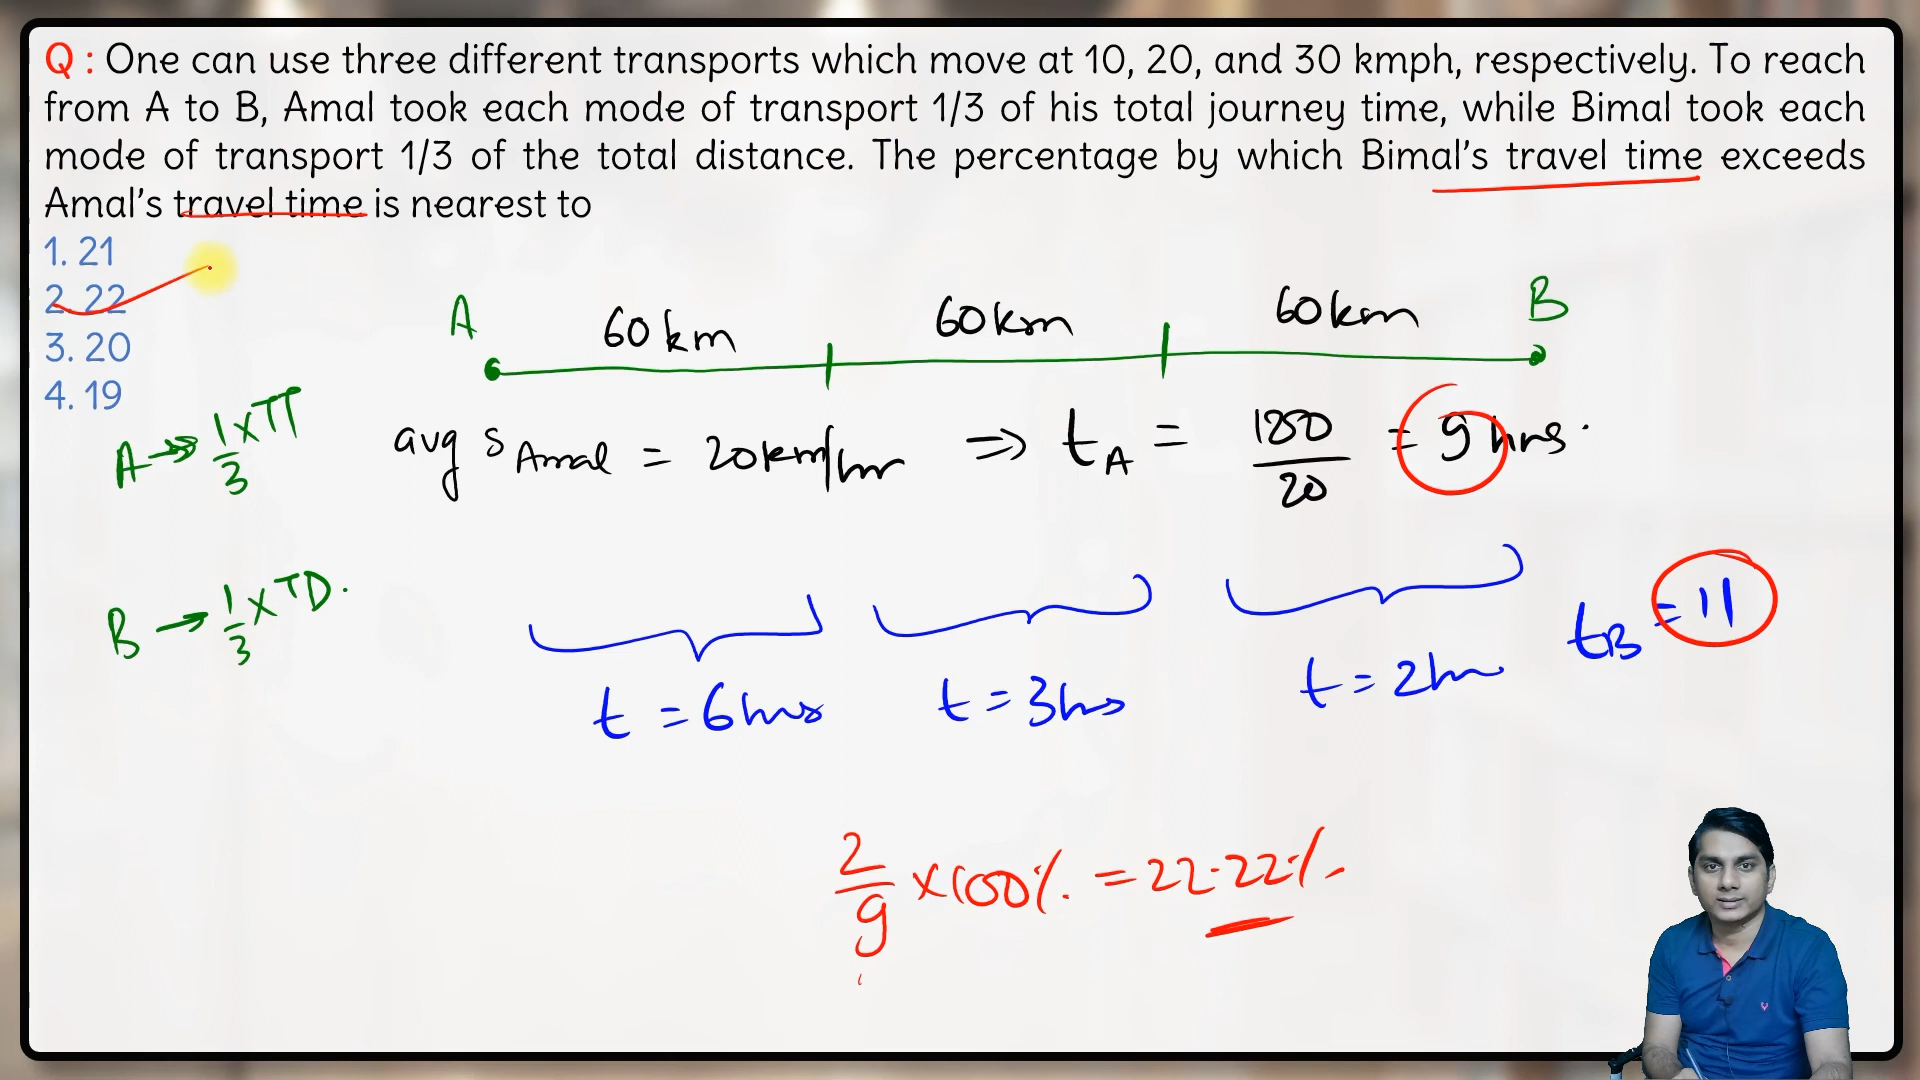 Q : One can use three different transports which move at 10, 20, and 30 kmph, respectively. To reach
from A to B, Amal took each mode of transport 1/3 of his total journey time, while Bimal took each
mode of transport 1/3 of the total distance. The percentage by which Bimal's travel time exceeds
Amal's travel time is nearest to
1. 21
2. 22
3. 20
4. 19
A 60 km 60 km 60 km B
A → 1/3 × TT
avg s Amal = 20 km/hr ⇒ tA = 180/20 = 9 hrs.
B → 1/3 × TD.
t = 6 hrs t = 3 hrs t = 2 hr tB = 11
2/9 × 100% = 22.22%